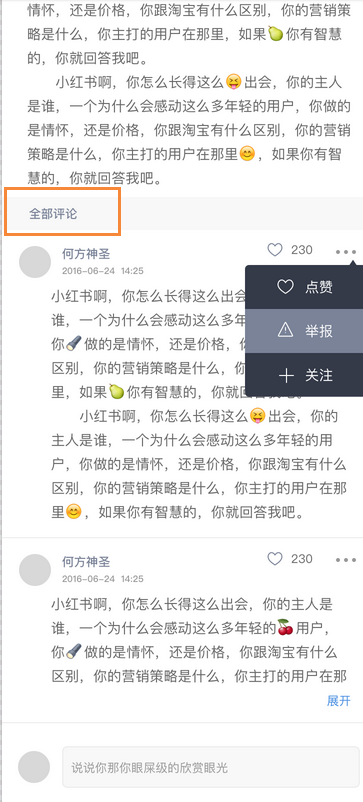 情怀，还是价格，你跟淘宝有什么区别，你的营销策
略是什么，你主打的用户在那里，如果🍐你有智慧
的，你就回答我吧。
小红书啊，你怎么长得这么😝出会，你的主人
是谁，一个为什么会感动这么多年轻的用户，你做的
是情怀，还是价格，你跟淘宝有什么区别，你的营销
策略是什么，你主打的用户在那里😊，如果你有智
慧的，你就回答我吧。
全部评论
何方神圣
230
2016-06-24 14:25
点赞
举报
关注
小红书啊，你怎么长得这么出会
谁，一个为什么会感动这么多年
你 做的是情怀，还是价格，
区别，你的营销策略是什么，你
里，如果🍐你有智慧的，你就回答我吧。
小红书啊，你怎么长得这么😝出会，你的
主人是谁，一个为什么会感动这么多年轻的用
户，你做的是情怀，还是价格，你跟淘宝有什么
区别，你的营销策略是什么，你主打的用户在那
里😊，如果你有智慧的，你就回答我吧。
何方神圣
230
2016-06-24 14:25
小红书啊，你怎么长得这么出会，你的主人是
谁，一个为什么会感动这么多年轻的🍒用户，
你 做的是情怀，还是价格，你跟淘宝有什么
区别，你的营销策略是什么，你主打的用户在那
展开
说说你那你眼屎级的欣赏眼光